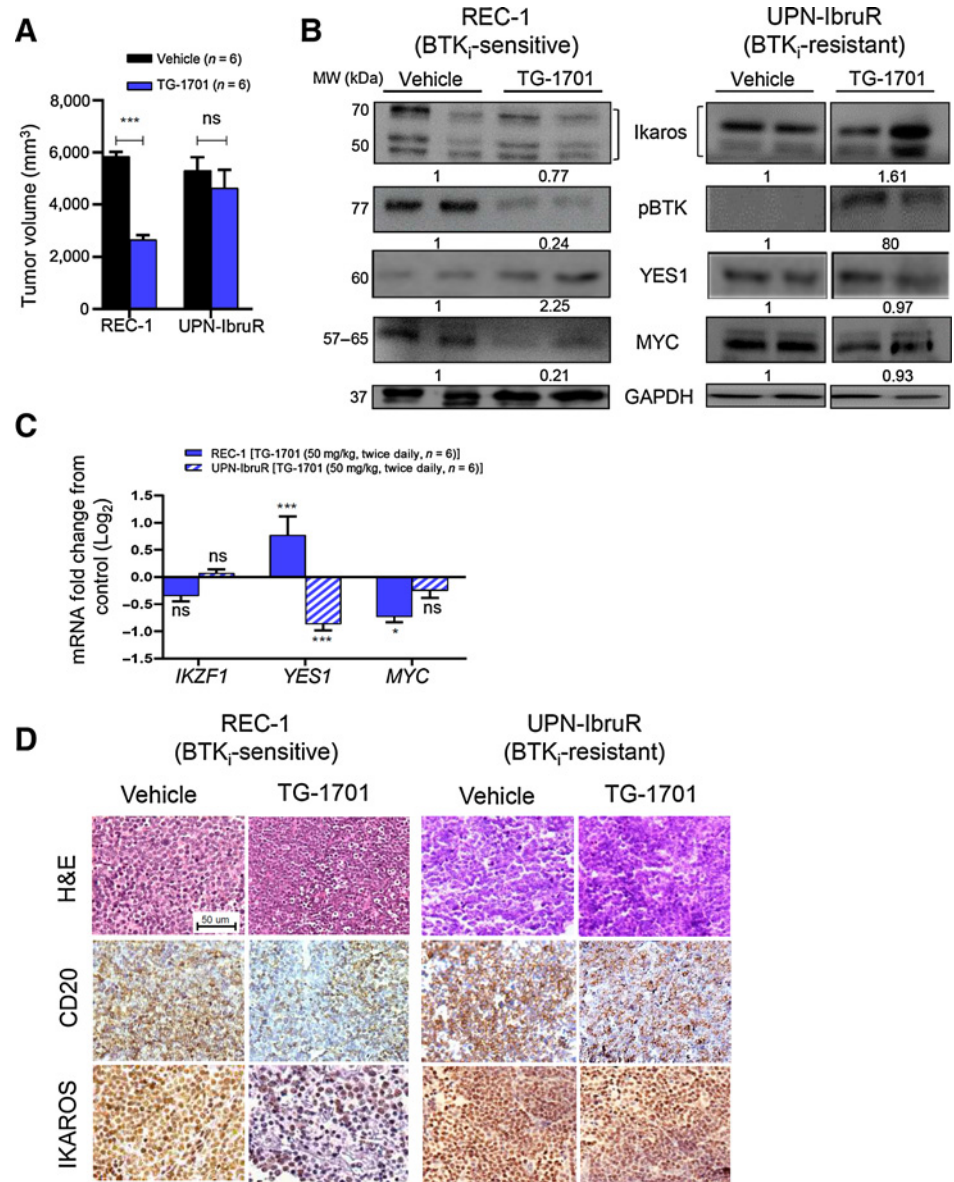 A
Vehicle (n = 6)
TG-1701 (n = 6)
Tumor volume (mm³)
8,000
6,000
4,000
2,000
0
***
ns
REC-1
UPN-IbruR
B
REC-1
(BTKi-sensitive)
UPN-IbruR
(BTKi-resistant)
MW (kDa)
Vehicle
TG-1701
Vehicle
TG-1701
70
50
Ikaros
1
0.77
1
1.61
77
pBTK
1
0.24
1
80
60
YES1
1
2.25
1
0.97
57–65
MYC
1
0.21
1
0.93
37
GAPDH
C
REC-1 [TG-1701 (50 mg/kg, twice daily, n = 6)]
UPN-IbruR [TG-1701 (50 mg/kg, twice daily, n = 6)]
mRNA fold change from
control (Log₂)
1.5
1.0
0.5
0.0
−0.5
−1.0
−1.5
ns
ns
***
***
*
ns
IKZF1
YES1
MYC
D
REC-1
(BTKi-sensitive)
UPN-IbruR
(BTKi-resistant)
Vehicle
TG-1701
Vehicle
TG-1701
H&E
50 um
CD20
IKAROS